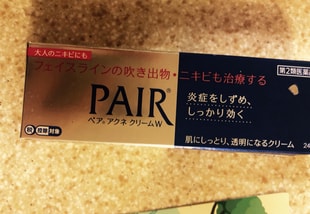 大人のニキビにも
第2類医薬
フェイスラインの吹き出物・ニキビも治療する
PAIR®
ペア®アクネクリームW
炎症をしずめ、
しっかり効く
対象
肌にしっとり、透明になるクリーム
24